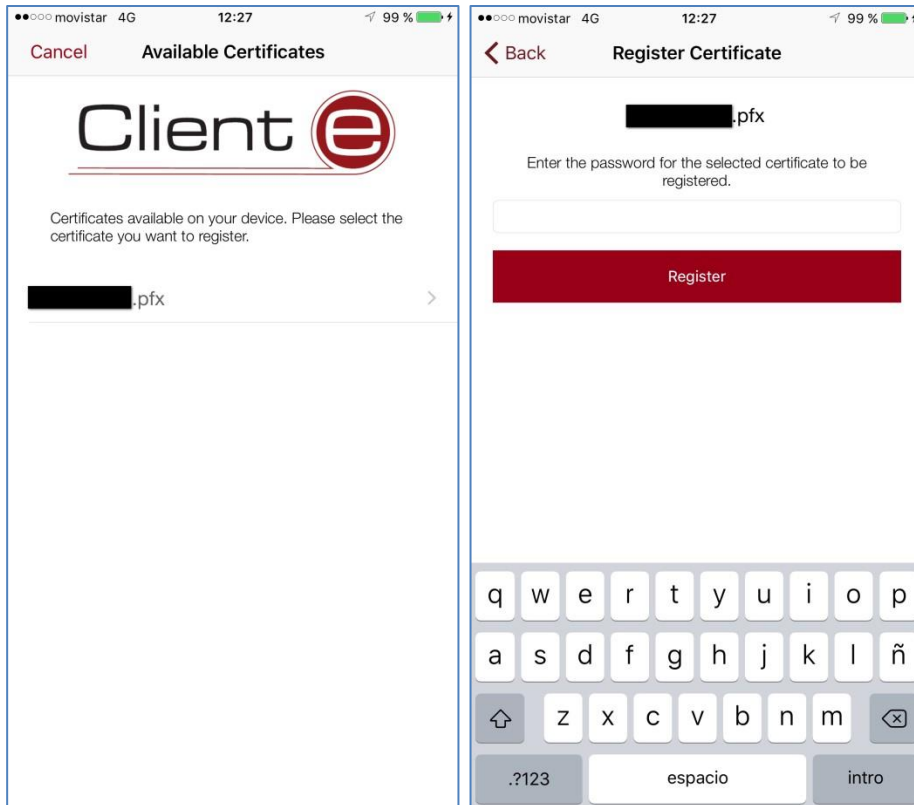 movistar 4G 12:27 99 %
Cancel Available Certificates
Client e
Certificates available on your device. Please select the
certificate you want to register.
.pfx
movistar 4G 12:27 99 %
Back Register Certificate
.pfx
Enter the password for the selected certificate to be
registered.
Register
q w e r t y u i o p
a s d f g h j k l ñ
z x c v b n m
.?123 espacio intro